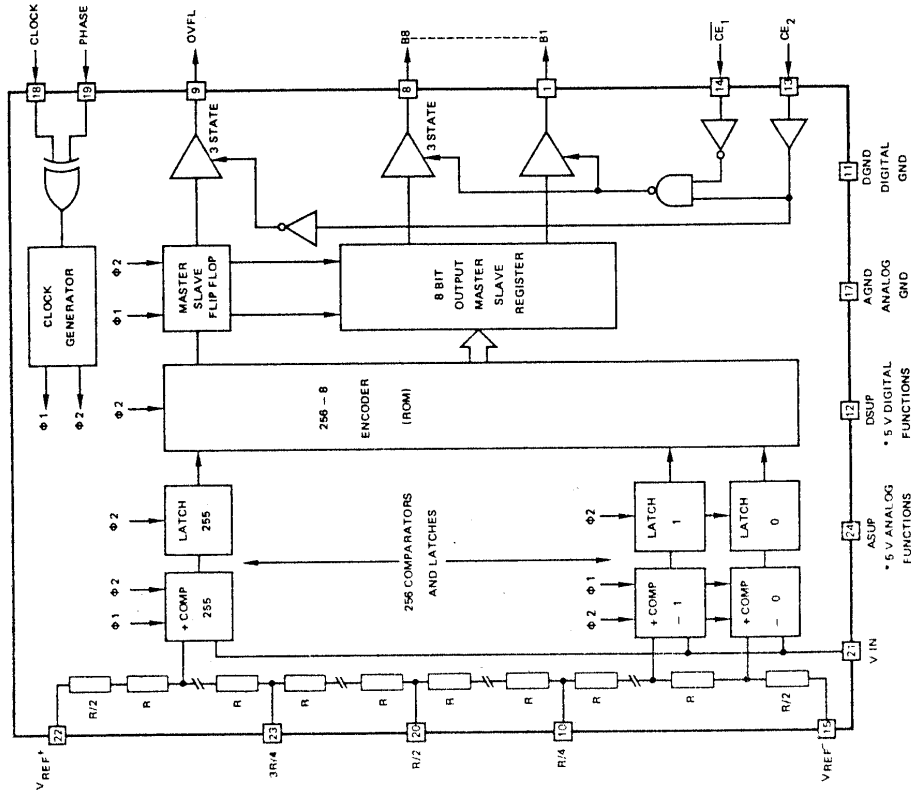 CLOCK
PHASE
OVFL
B8
B1
CE1
CE2
18
19
9
8
1
14
13
3 STATE
3 STATE
CLOCK
GENERATOR
Φ1
Φ2
Φ1
Φ2
MASTER
SLAVE
FLIP FLOP
8 BIT
OUTPUT
MASTER
SLAVE
REGISTER
Φ2
256 – 8
ENCODER
(ROM)
Φ2
LATCH
255
Φ1
Φ2
+ COMP
255
256 COMPARATORS
AND LATCHES
Φ2
LATCH
1
LATCH
0
Φ2
Φ1
+ COMP
– 1
+ COMP
– 0
R/2
R
R
R
R
R
R
R
R
R/2
VREF+
22
23
3R/4
20
R/2
10
R/4
15
VREF-
21
V IN
24
ASUP
* 5 V ANALOG
FUNCTIONS
12
DSUP
* 5 V DIGITAL
FUNCTIONS
17
AGND
ANALOG
GND
11
DGND
DIGITAL
GND